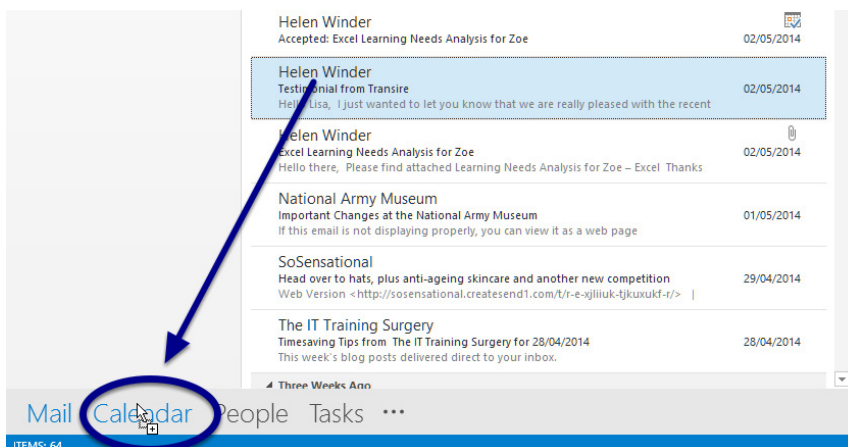 Helen Winder
Accepted: Excel Learning Needs Analysis for Zoe 02/05/2014
Helen Winder
Testimonial from Transire 02/05/2014
Hello Lisa, I just wanted to let you know that we are really pleased with the recent
Helen Winder
Excel Learning Needs Analysis for Zoe 02/05/2014
Hello there, Please find attached Learning Needs Analysis for Zoe – Excel Thanks
National Army Museum
Important Changes at the National Army Museum 01/05/2014
If this email is not displaying properly, you can view it as a web page
SoSensational
Head over to hats, plus anti-ageing skincare and another new competition 29/04/2014
Web Version <http://sosensational.createsend1.com/t/r-e-xjliiuk-tjkuxukf-r/> |
The IT Training Surgery
Timesaving Tips from The IT Training Surgery for 28/04/2014 28/04/2014
This week's blog posts delivered direct to your inbox.
Three Weeks Ago
Mail Calendar People Tasks •••
ITEMS: 64